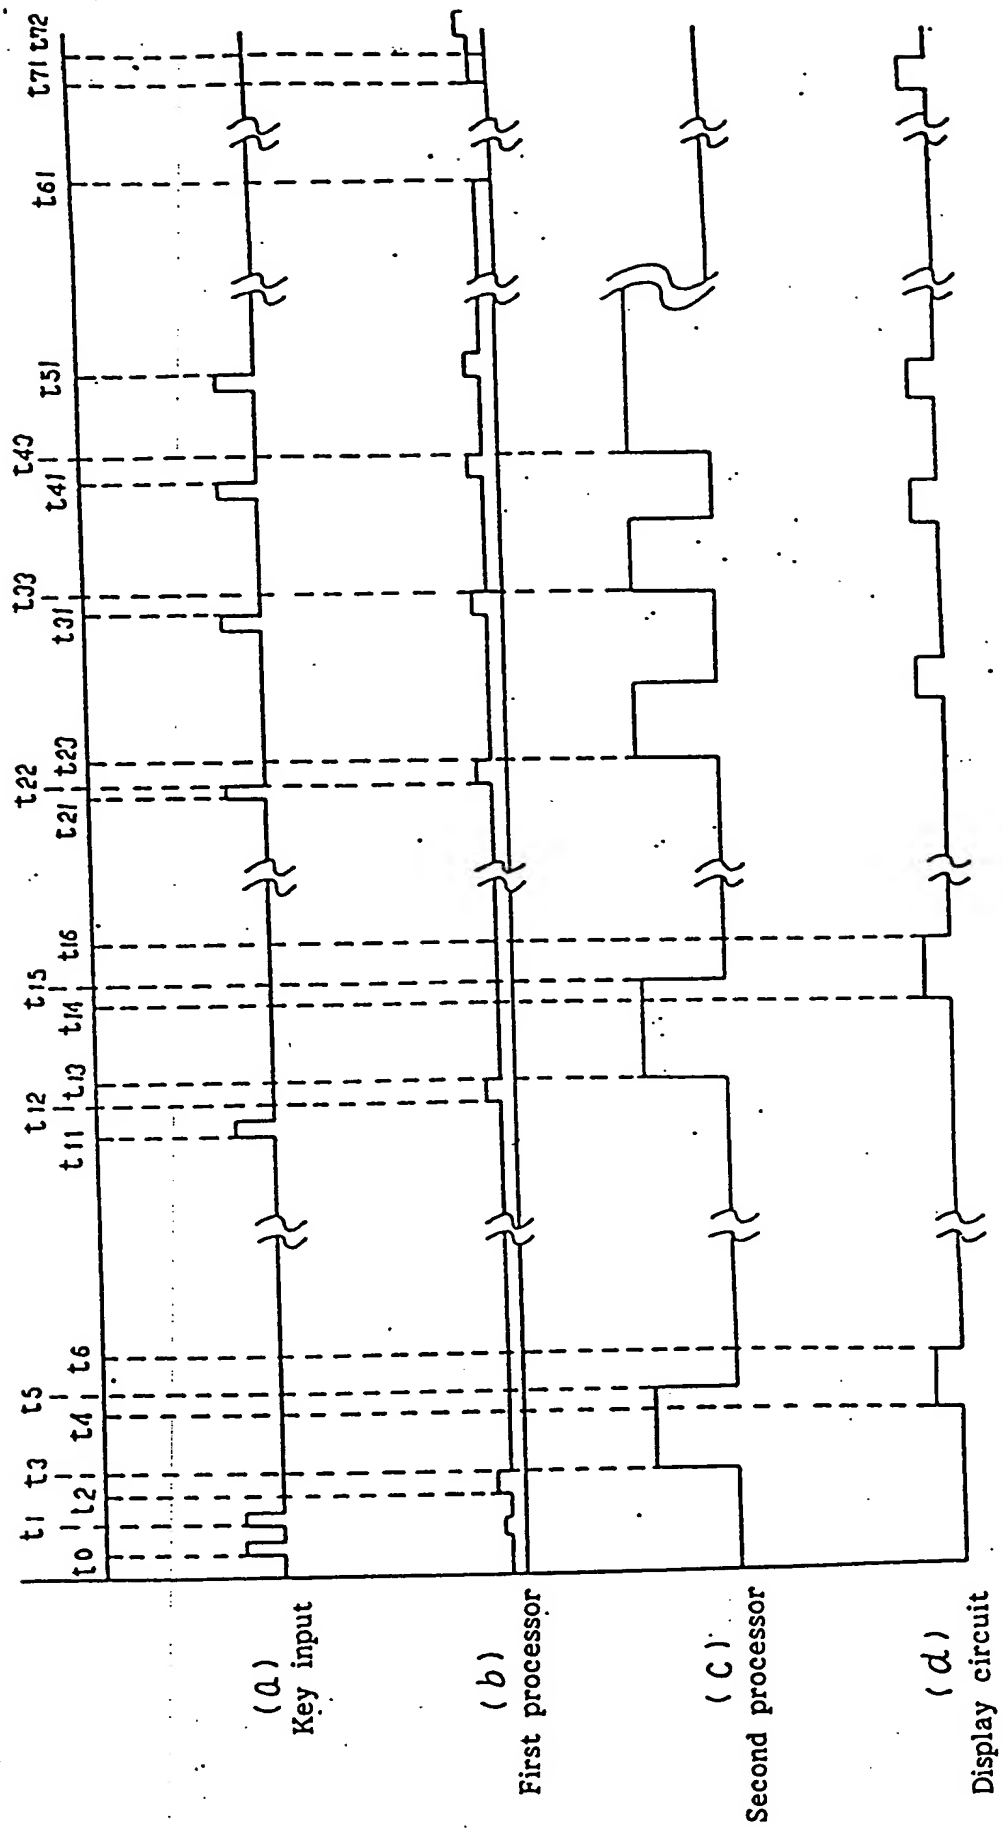 t0 t1 t2 t3 t4 t5 t6 t11 t12 t13 t14 t15 t16 t21 t22 t23 t31 t33 t41 t43 t51 t61 t71 t72
(a)
Key input
(b)
First processor
(c)
Second processor
(d)
Display circuit